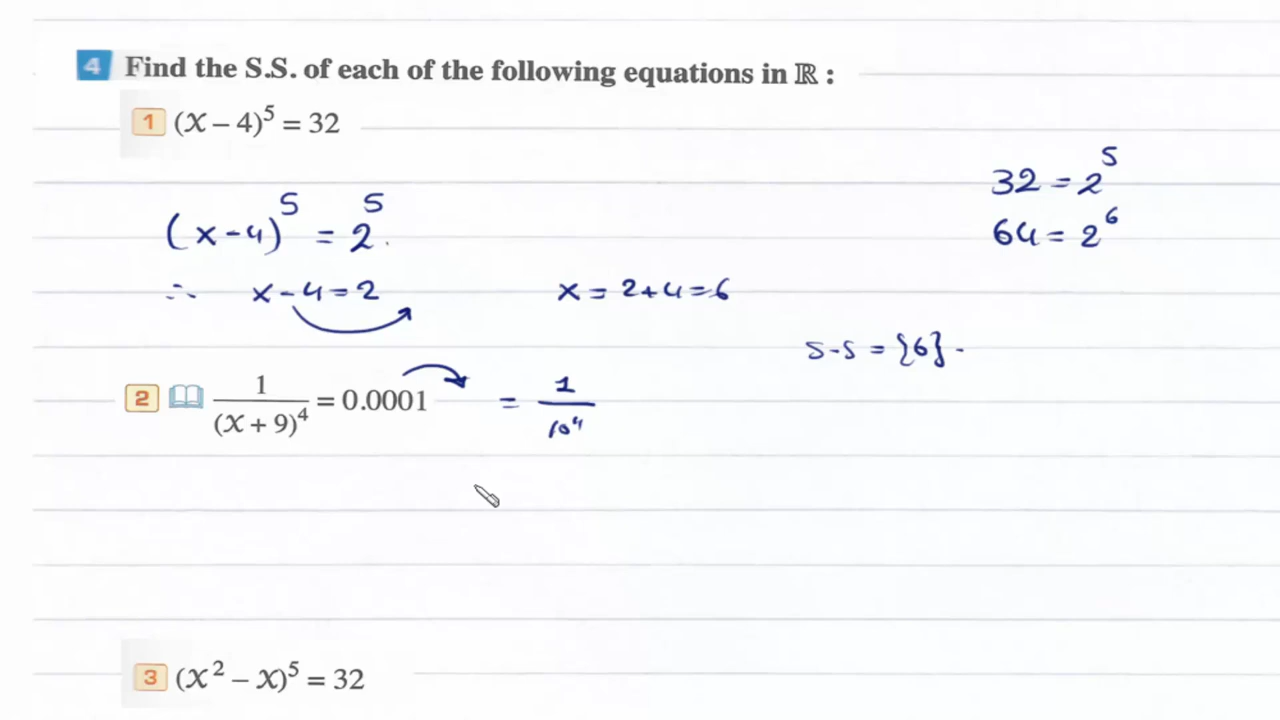 4 Find the S.S. of each of the following equations in ℝ :
1 (x – 4)⁵ = 32
32 = 2⁵
64 = 2⁶
(x - 4)⁵ = 2⁵.
∴ x - 4 = 2 x = 2 + 4 = 6
S.S = {6}.
2 1/(x + 9)⁴ = 0.0001 = 1/10⁴
3 (x² – x)⁵ = 32